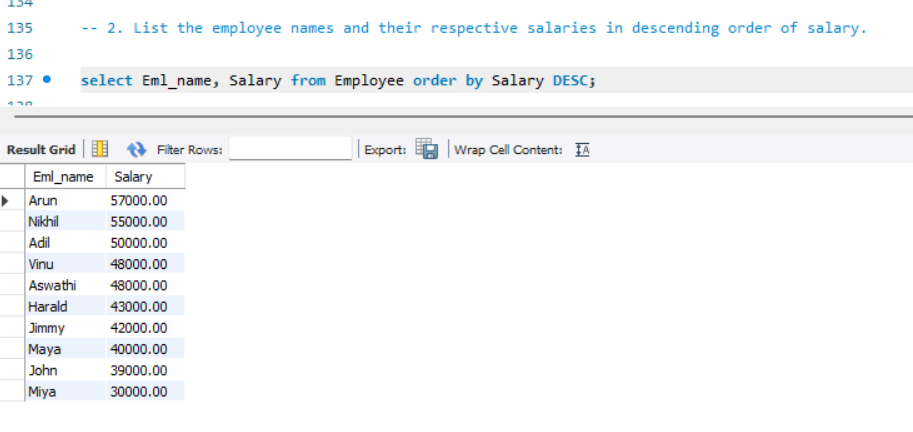 134
135 -- 2. List the employee names and their respective salaries in descending order of salary.
136
137 select Eml_name, Salary from Employee order by Salary DESC;
138
Result Grid Filter Rows: Export: Wrap Cell Content: IA
Eml_name Salary
Arun 57000.00
Nikhil 55000.00
Adil 50000.00
Vinu 48000.00
Aswathi 48000.00
Harald 43000.00
Jimmy 42000.00
Maya 40000.00
John 39000.00
Miya 30000.00